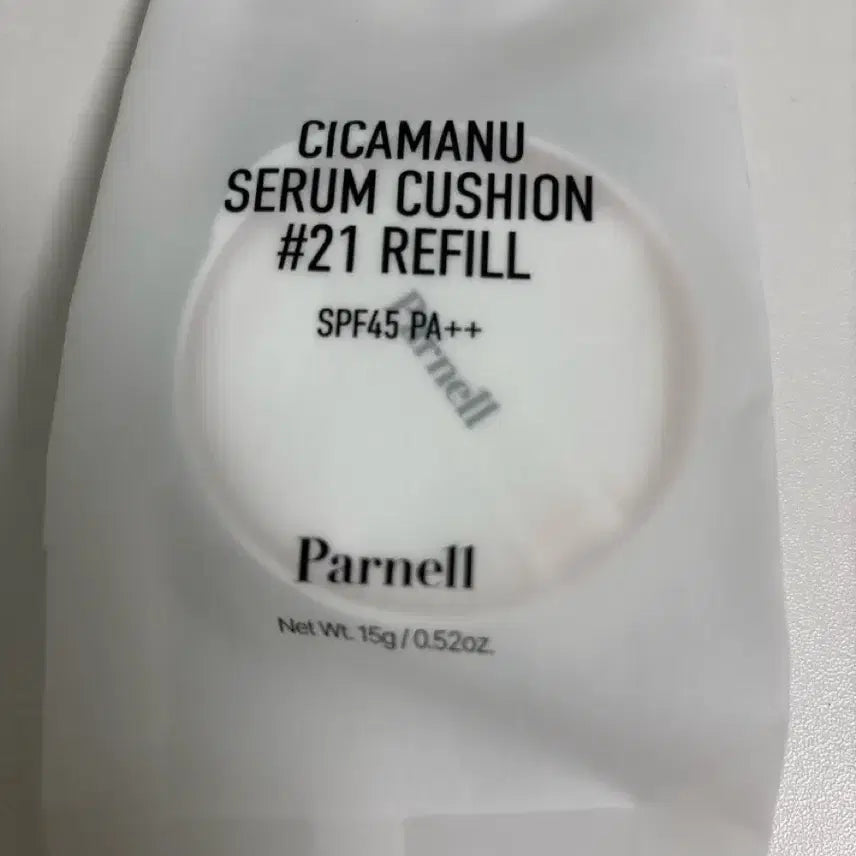 CICAMANU
SERUM CUSHION
#21 REFILL
SPF45 PA++
Parnell
Parnell
Net Wt. 15g / 0.52oz.